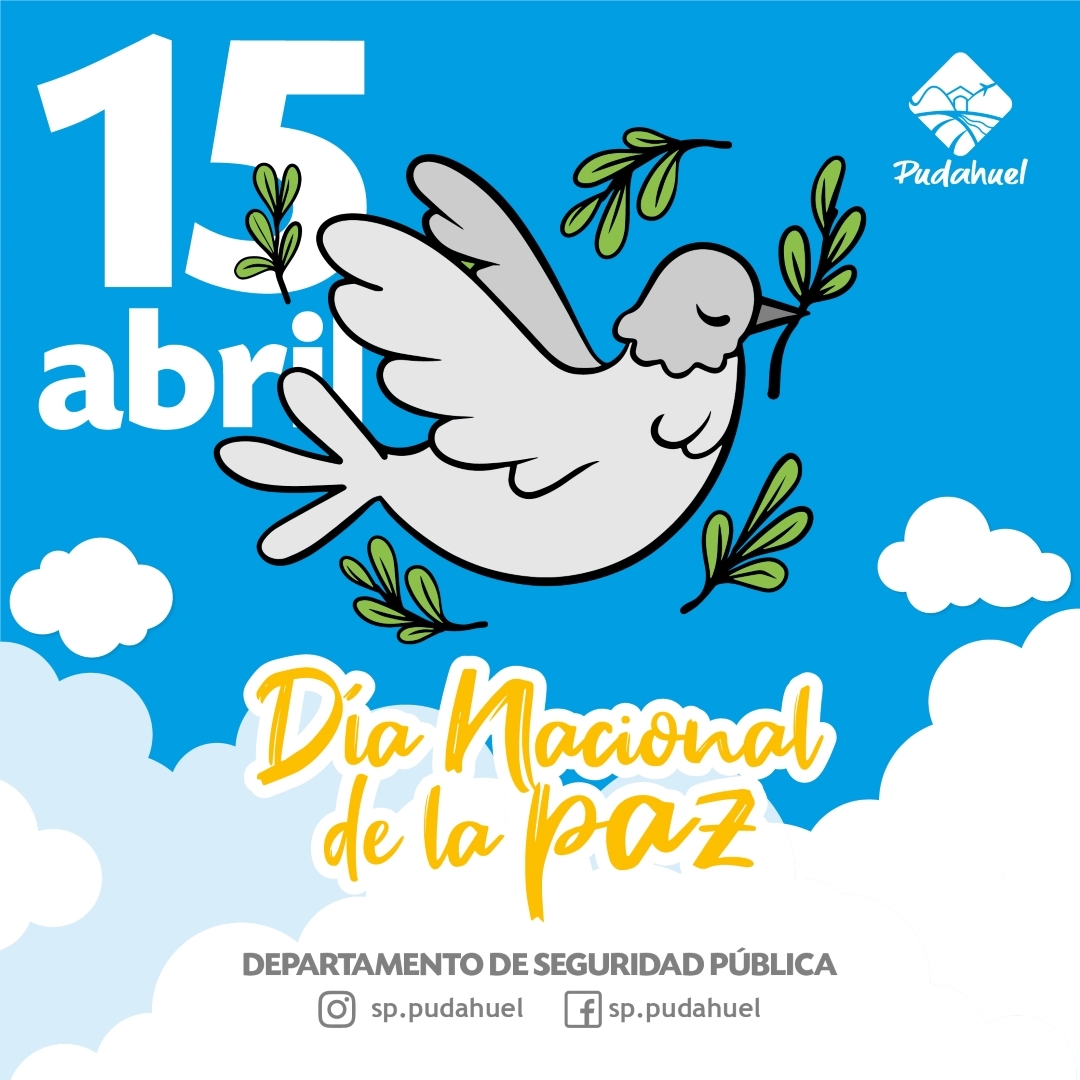 15
abril
Pudahuel
Día Nacional
de la paz
DEPARTAMENTO DE SEGURIDAD PÚBLICA
sp.pudahuel sp.pudahuel